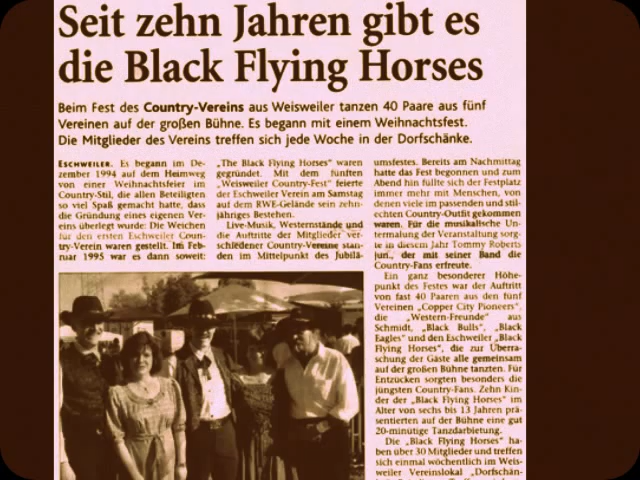 Seit zehn Jahren gibt es
die Black Flying Horses
Beim Fest des Country-Vereins aus Weisweiler tanzen 40 Paare aus fünf
Vereinen auf der großen Bühne. Es begann mit einem Weihnachtsfest.
Die Mitglieder des Vereins treffen sich jede Woche in der Dorfschänke.
ESCHWEILER. Es begann im De-
zember 1994 auf dem Heimweg
von einer Weihnachtsfeier im
Country-Stil, die allen Beteiligten
so viel Spaß gemacht hatte, dass
die Gründung eines eigenen Ver-
eins überlegt wurde: Die Weichen
für den ersten Eschweiler Coun-
try-Verein waren gestellt. Im Feb-
ruar 1995 war es dann soweit:
„The Black Flying Horses" waren
gegründet. Mit dem fünften
„Weisweiler Country-Fest" feierte
der Eschweiler Verein am Samstag
auf dem RWE-Gelände sein zehn-
jähriges Bestehen.
Live-Musik, Westernstände und
die Auftritte der Mitglieder ver-
schiedener Country-Vereine stan-
den im Mittelpunkt des Jubilä-
umsfestes. Bereits am Nachmittag
hatte das Fest begonnen und zum
Abend hin füllte sich der Festplatz
immer mehr mit Menschen, von
denen viele im passenden und stil-
echten Country-Outfit gekommen
waren. Für die musikalische Un-
termalung der Veranstaltung sorg-
te in diesem Jahr Tommy Roberts
jun., der mit seiner Band die
Country-Fans erfreute.
Ein ganz besonderer Höhe-
punkt des Festes war der Auftritt
von fast 40 Paaren aus den fünf
Vereinen „Copper City Pioneers",
die „Western-Freunde" aus
Schmidt, „Black Bulls", „Black
Eagles" und den Eschweiler „Black
Flying Horses", die zur Überra-
schung der Gäste alle gemeinsam
auf der großen Bühne tanzten. Für
Entzücken sorgten besonders die
jüngsten Country-Fans. Zehn Kin-
der der „Black Flying Horses" im
Alter von sechs bis 13 Jahren prä-
sentierten auf der Bühne eine gut
20-minutige Tanzdarbietung.
Die „Black Flying Horses" ha-
ben über 30 Mitglieder und treffen
sich einmal wöchentlich im Weis-
weiler Vereinslokal „Dorfschän-